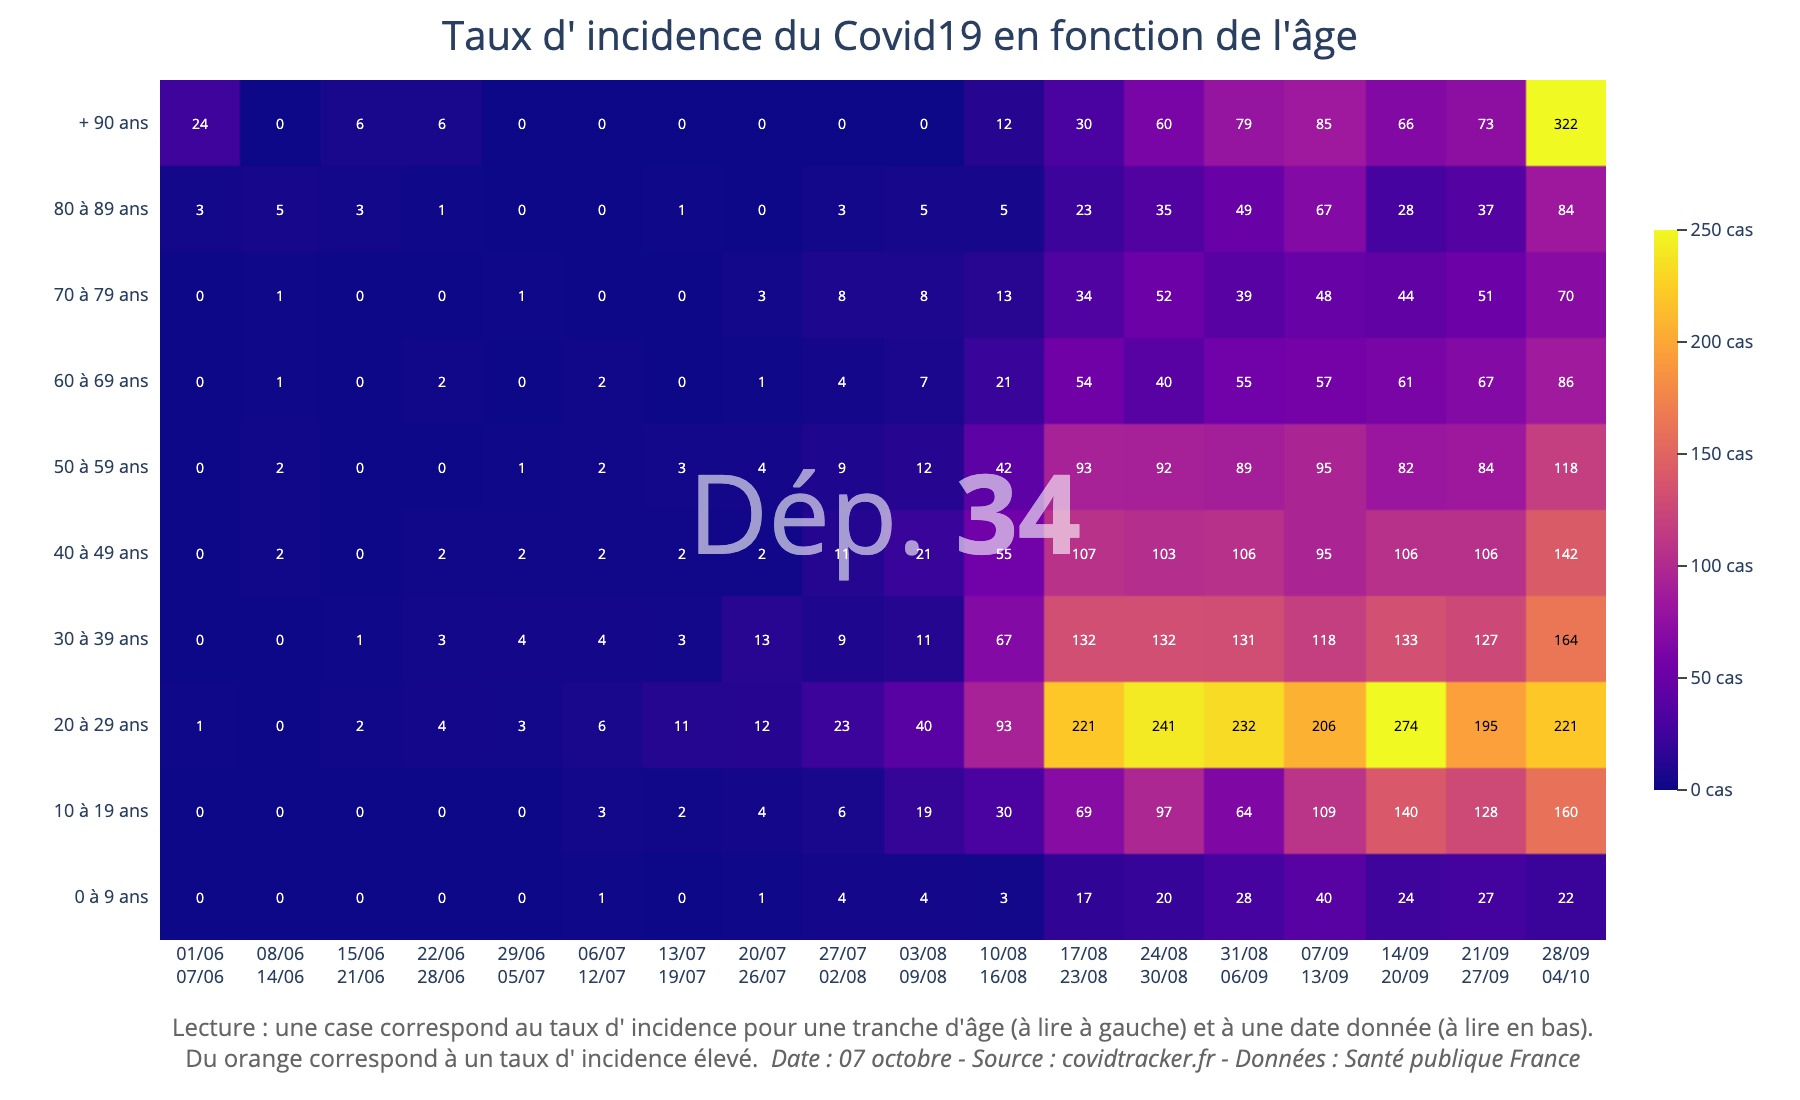 Taux d' incidence du Covid19 en fonction de l'âge
+ 90 ans 24 0 6 6 0 0 0 0 0 0 12 30 60 79 85 66 73 322
80 à 89 ans 3 5 3 1 0 0 1 0 3 5 5 23 35 49 67 28 37 84
70 à 79 ans 0 1 0 0 1 0 0 3 8 8 13 34 52 39 48 44 51 70
60 à 69 ans 0 1 0 2 0 2 0 1 4 7 21 54 40 55 57 61 67 86
50 à 59 ans 0 2 0 0 1 2 3 4 9 12 42 93 92 89 95 82 84 118
Dép. 34
40 à 49 ans 0 2 0 2 2 2 2 2 11 21 55 107 103 106 95 106 106 142
30 à 39 ans 0 0 1 3 4 4 3 13 9 11 67 132 132 131 118 133 127 164
20 à 29 ans 1 0 2 4 3 6 11 12 23 40 93 221 241 232 206 274 195 221
10 à 19 ans 0 0 0 0 0 3 2 4 6 19 30 69 97 64 109 140 128 160
0 à 9 ans 0 0 0 0 0 1 0 1 4 4 3 17 20 28 40 24 27 22
01/06 08/06 15/06 22/06 29/06 06/07 13/07 20/07 27/07 03/08 10/08 17/08 24/08 31/08 07/09 14/09 21/09 28/09
07/06 14/06 21/06 28/06 05/07 12/07 19/07 26/07 02/08 09/08 16/08 23/08 30/08 06/09 13/09 20/09 27/09 04/10
250 cas
200 cas
150 cas
100 cas
50 cas
0 cas
Lecture : une case correspond au taux d' incidence pour une tranche d'âge (à lire à gauche) et à une date donnée (à lire en bas).
Du orange correspond à un taux d' incidence élevé. Date : 07 octobre - Source : covidtracker.fr - Données : Santé publique France